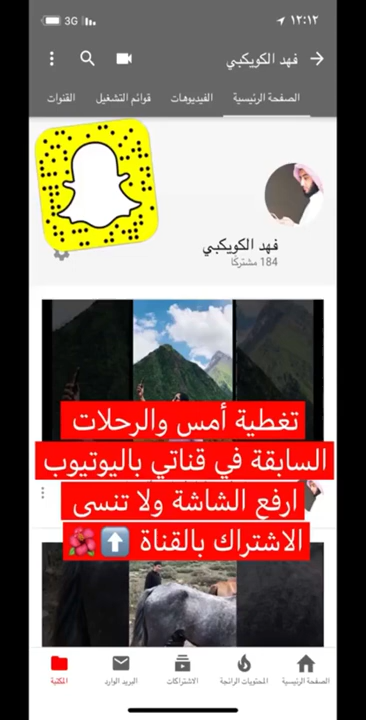 3G
١٢:١٢
فهد الكويكبي
الصفحة الرئيسية
الفيديوهات
قوائم التشغيل
القنوات
فهد الكويكبي
184 مشتركًا
تغطية أمس والرحلات
السابقة في قناتي باليوتيوب
ارفع الشاشة ولا تنسى
الاشتراك بالقناة ⬆️🌺
الصفحة الرئيسية
المحتويات الرائجة
الاشتراكات
البريد الوارد
المكتبة